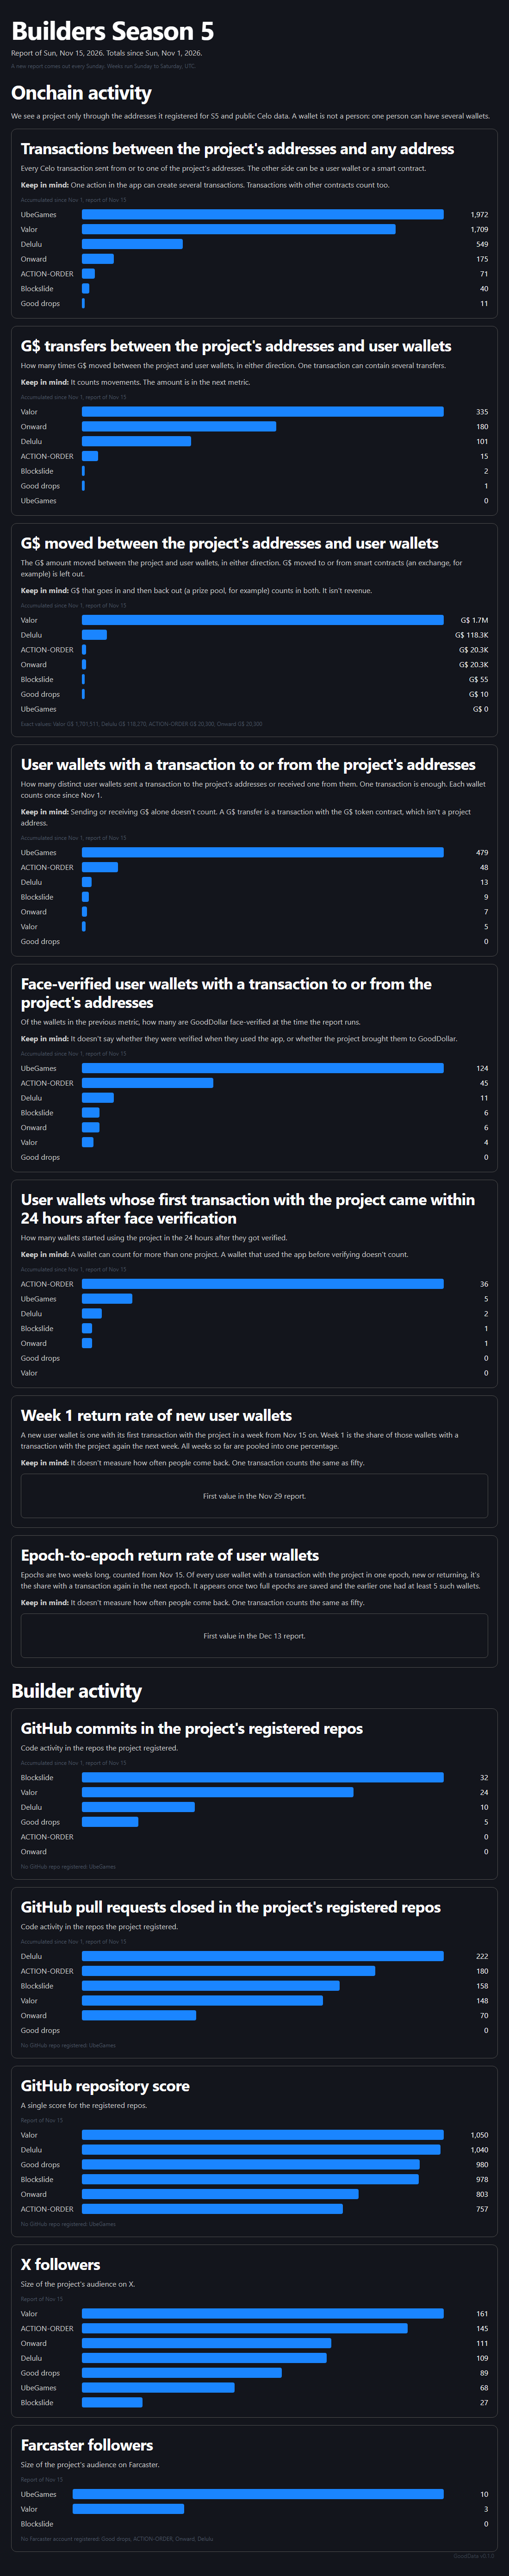 Builders Season 5
Report of Sun, Nov 15, 2026. Totals since Sun, Nov 1, 2026.
A new report comes out every Sunday. Weeks run Sunday to Saturday, UTC.
Onchain activity
We see a project only through the addresses it registered for S5 and public Celo data. A wallet is not a person: one person can have several wallets.
Transactions between the project's addresses and any address
Every Celo transaction sent from or to one of the project's addresses. The other side can be a user wallet or a smart contract.
Keep in mind: One action in the app can create several transactions. Transactions with other contracts count too.
Accumulated since Nov 1, report of Nov 15
UbeGames 1,972
Valor 1,709
Delulu 549
Onward 175
ACTION-ORDER 71
Blockslide 40
Good drops 11
G$ transfers between the project's addresses and user wallets
How many times G$ moved between the project and user wallets, in either direction. One transaction can contain several transfers.
Keep in mind: It counts movements. The amount is in the next metric.
Accumulated since Nov 1, report of Nov 15
Valor 335
Onward 180
Delulu 101
ACTION-ORDER 15
Blockslide 2
Good drops 1
UbeGames 0
G$ moved between the project's addresses and user wallets
The G$ amount moved between the project and user wallets, in either direction. G$ moved to or from smart contracts (an exchange, for
example) is left out.
Keep in mind: G$ that goes in and then back out (a prize pool, for example) counts in both. It isn't revenue.
Accumulated since Nov 1, report of Nov 15
Valor G$ 1.7M
Delulu G$ 118.3K
ACTION-ORDER G$ 20.3K
Onward G$ 20.3K
Blockslide G$ 55
Good drops G$ 10
UbeGames G$ 0
User wallets with a transaction to or from the project's addresses
How many distinct user wallets sent a transaction to the project's addresses or received one from them. One transaction is enough. Each wallet
counts once since Nov 1.
Keep in mind: Sending or receiving G$ alone doesn't count. A G$ transfer is a transaction with the G$ token contract, which isn't a project
address.
Accumulated since Nov 1, report of Nov 15
UbeGames 479
ACTION-ORDER 48
Delulu 13
Blockslide 9
Onward 7
Valor 5
Good drops 0
Face-verified user wallets with a transaction to or from the
project's addresses
Of the wallets in the previous metric, how many are GoodDollar face-verified at the time the report runs.
Keep in mind: It doesn't say whether they were verified when they used the app, or whether the project brought them to GoodDollar.
Accumulated since Nov 1, report of Nov 15
UbeGames 124
ACTION-ORDER 45
Delulu 11
Blockslide 6
Onward 6
Valor 4
Good drops 0
User wallets whose first transaction with the project came within
24 hours after face verification
How many wallets started using the project in the 24 hours after they got verified.
Keep in mind: A wallet can count for more than one project. A wallet that used the app before verifying doesn't count.
Accumulated since Nov 1, report of Nov 15
ACTION-ORDER 36
UbeGames 5
Delulu 2
Blockslide 1
Onward 1
Good drops 0
Valor 0
Week 1 return rate of new user wallets
A new user wallet is one with its first transaction with the project in a week from Nov 15 on. Week 1 is the share of those wallets with a
transaction with the project again the next week. All weeks so far are pooled into one percentage.
Keep in mind: It doesn't measure how often people come back. One transaction counts the same as fifty.
First value in the Nov 29 report.
Epoch-to-epoch return rate of user wallets
Epochs are two weeks long, counted from Nov 15. Of every user wallet with a transaction with the project in one epoch, new or returning, it's
the share with a transaction again in the next epoch. It appears once two full epochs are saved and the earlier one had at least 5 such wallets.
Keep in mind: It doesn't measure how often people come back. One transaction counts the same as fifty.
First value in the Dec 13 report.
Builder activity
GitHub commits in the project's registered repos
Code activity in the repos the project registered.
Accumulated since Nov 1, report of Nov 15
Blockslide 32
Valor 24
Delulu 10
Good drops 5
ACTION-ORDER 0
Onward 0
No GitHub repo registered: UbeGames
GitHub pull requests closed in the project's registered repos
Code activity in the repos the project registered.
Accumulated since Nov 1, report of Nov 15
Delulu 222
ACTION-ORDER 180
Blockslide 158
Valor 148
Onward 70
Good drops 0
No GitHub repo registered: UbeGames
GitHub repository score
A single score for the registered repos.
Report of Nov 15
Valor 1,050
Delulu 1,040
Good drops 980
Blockslide 978
Onward 803
ACTION-ORDER 757
No GitHub repo registered: UbeGames
X followers
Size of the project's audience on X.
Report of Nov 15
Valor 161
ACTION-ORDER 145
Onward 111
Delulu 109
Good drops 89
UbeGames 68
Blockslide 27
Farcaster followers
Size of the project's audience on Farcaster.
Report of Nov 15
UbeGames 10
Valor 3
Blockslide 0
No Farcaster account registered: Good drops, ACTION-ORDER, Onward, Delulu